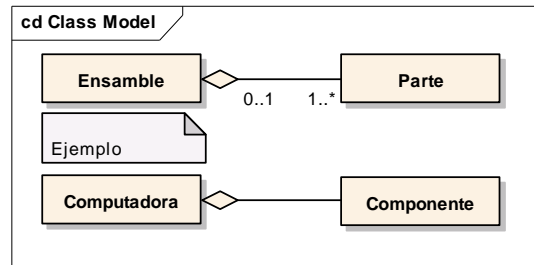 cd Class Model
Ensamble
Parte
0..1
1..*
Ejemplo
Computadora
Componente